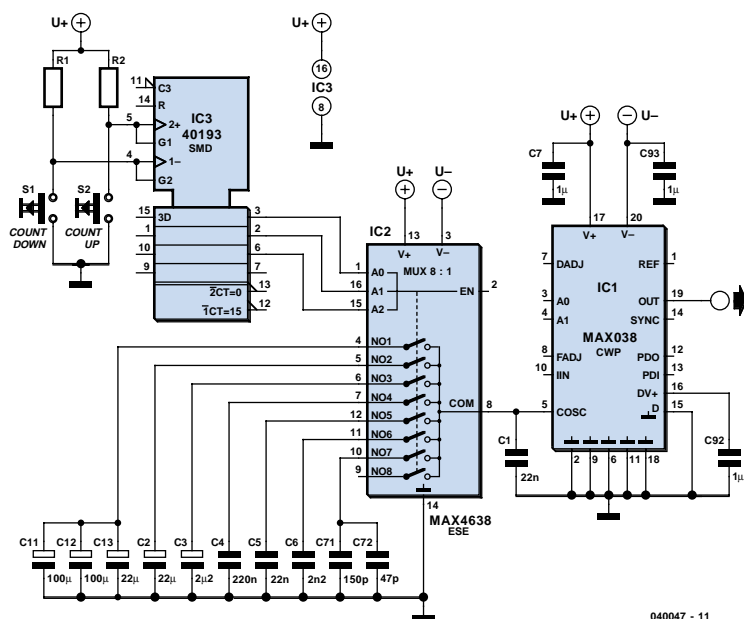 U+
R1
R2
11
C3
14
R
5
2+
G1
4
1–
G2
IC3
40193
SMD
S1
COUNT
DOWN
S2
COUNT
UP
15
3D
3
1
2
10
6
9
7
2CT=0
13
1CT=15
12
U+
16
IC3
8
U+
U–
IC2
13
3
V+
V–
MUX 8 : 1
1
A0
16
A1
15
A2
EN
2
4
NO1
5
NO2
6
NO3
7
NO4
12
NO5
11
NO6
10
NO7
9
NO8
COM
8
14
MAX4638
ESE
C11
100µ
C12
100µ
C13
22µ
C2
22µ
C3
2µ2
C4
220n
C5
22n
C6
2n2
C71
150p
C72
47p
U+
U–
C7
1µ
C93
1µ
17
20
V+
V–
7
DADJ
REF
1
IC1
3
A0
OUT
19
4
A1
SYNC
14
MAX038
CWP
8
FADJ
PDO
12
10
IIN
PDI
13
DV+
16
5
COSC
D
15
2
9
6
11
18
C1
22n
C92
1µ
040047 - 11